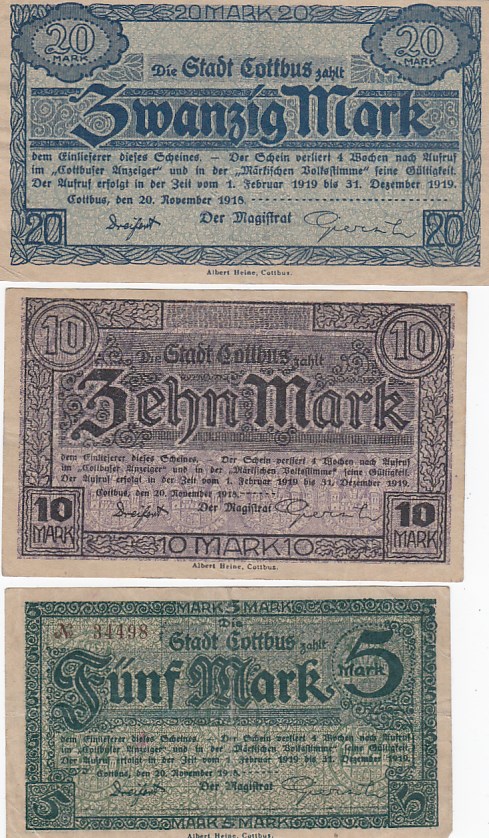 20 MARK 20
20 MARK
20 MARK
Die Stadt Cottbus zahlt
Zwanzig Mark
dem Einlieferer dieses Scheines. — Der Schein verliert 4 Wochen nach Aufruf
im „Cottbuser Anzeiger" und in der „Märkischen Volksstimme" seine Gültigkeit.
Der Aufruf erfolgt in der Zeit vom 1. Februar 1919 bis 31. Dezember 1919.
Cottbus, den 20. November 1918.
20 Der Magistrat 20
Albert Heine, Cottbus.
10 10
Die Stadt Cottbus zahlt
Zehn Mark
dem Einlieferer dieses Scheines. — Der Schein verliert 4 Wochen nach Aufruf
im „Cottbuser Anzeiger" und in der „Märkischen Volksstimme" seine Gültigkeit.
Der Aufruf erfolgt in der Zeit vom 1. Februar 1919 bis 31. Dezember 1919.
Cottbus, den 20. November 1918.
Der Magistrat
10 MARK
10 MARK
10 MARK 10
Albert Heine, Cottbus.
5 MARK 5 MARK 5
№ 34498
Die
Stadt Cottbus zahlt
Fünf Mark
5 Mark
dem Einlieferer dieses Scheines. — Der Schein verliert 4 Wochen nach Aufruf
im „Cottbuser Anzeiger" und in der „Märkischen Volksstimme" seine Gültigkeit.
Der Aufruf erfolgt in der Zeit vom 1. Februar 1919 bis 31. Dezember 1919.
Cottbus, den 20. November 1918.
Der Magistrat
5 5
MARK 5 MARK
Albert Heine, Cottbus.